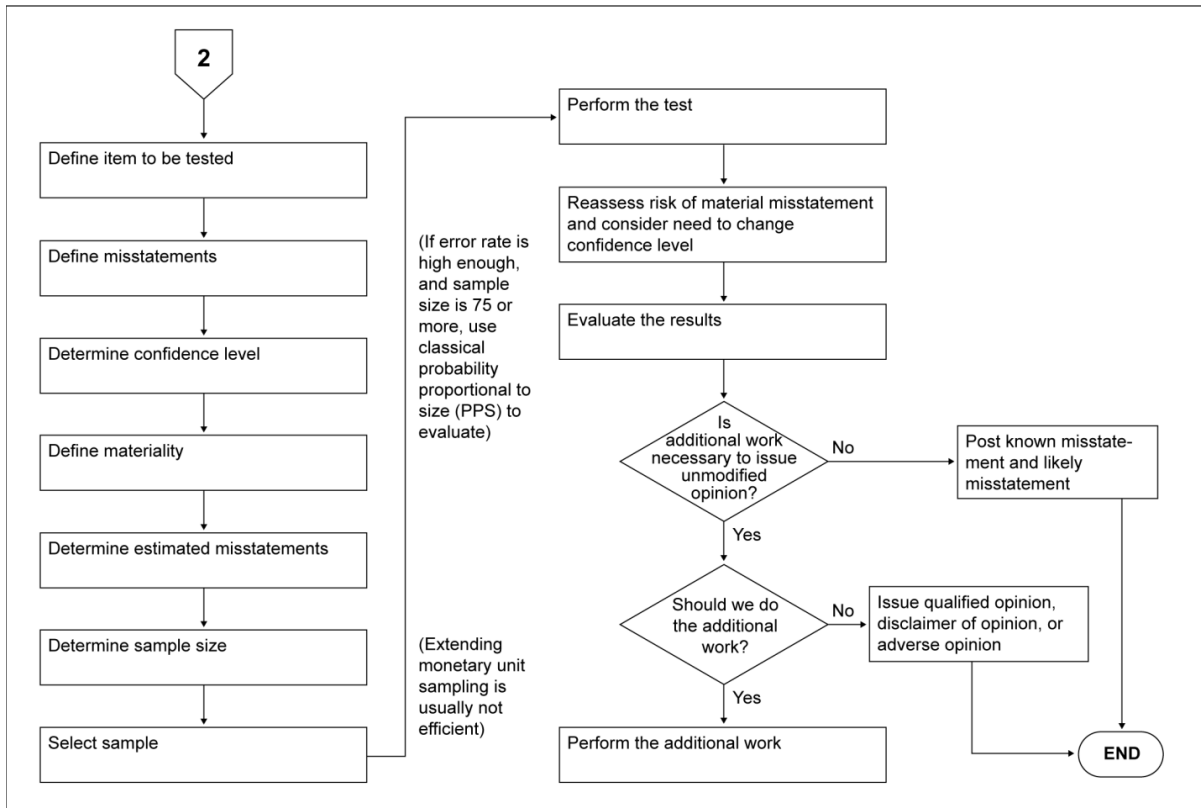 2
Define item to be tested
Define misstatements
Determine confidence level
Define materiality
Determine estimated misstatements
Determine sample size
Select sample
(If error rate is
high enough,
and sample
size is 75 or
more, use
classical
probability
proportional to
size (PPS) to
evaluate)
(Extending
monetary unit
sampling is
usually not
efficient)
Perform the test
Reassess risk of material misstatement
and consider need to change
confidence level
Evaluate the results
Is
additional work
necessary to issue
unmodified
opinion?
No
Post known misstate-
ment and likely
misstatement
Yes
Should we do
the additional
work?
No
Issue qualified opinion,
disclaimer of opinion, or
adverse opinion
Yes
Perform the additional work
END